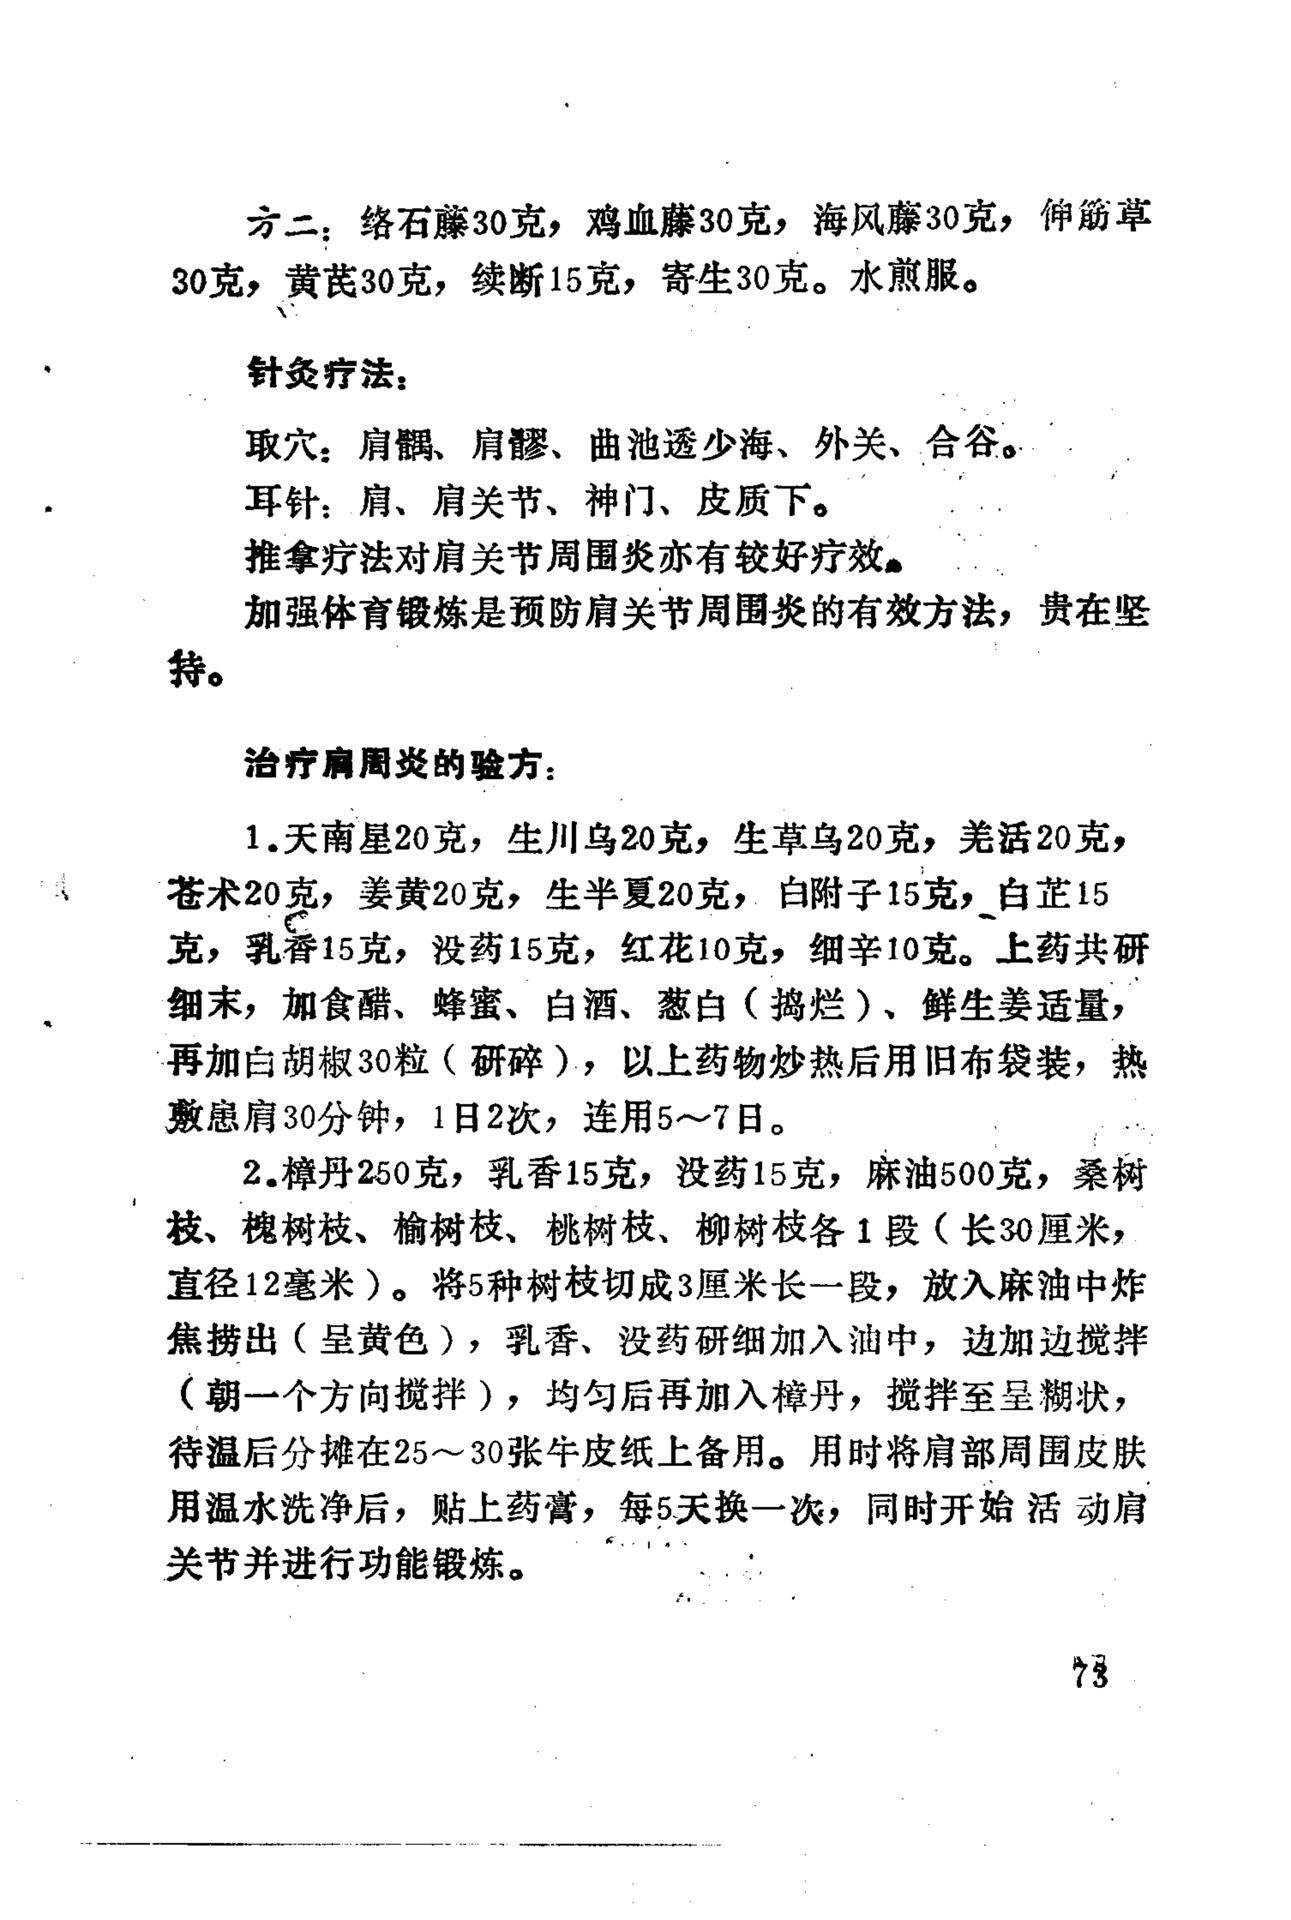 方二：络石藤30克，鸡血藤30克，海风藤30克，伸筋草
30克，黄芪30克，续断15克，寄生30克。水煎服。
针灸疗法：
取穴：肩髃、肩髎、曲池透少海、外关、合谷。
耳针：肩、肩关节、神门、皮质下。
推拿疗法对肩关节周围炎亦有较好疗效。
加强体育锻炼是预防肩关节周围炎的有效方法，贵在坚
持。
治疗肩周炎的验方：
1.天南星20克，生川乌20克，生草乌20克，羌活20克，
苍术20克，姜黄20克，生半夏20克，白附子15克，白芷15
克，乳香15克，没药15克，红花10克，细辛10克。上药共研
细末，加食醋、蜂蜜、白酒、葱白（捣烂）、鲜生姜适量，
再加白胡椒30粒（研碎），以上药物炒热后用旧布袋装，热
敷患肩30分钟，1日2次，连用5～7日。
2.樟丹250克，乳香15克，没药15克，麻油500克，桑树
枝、槐树枝、榆树枝、桃树枝、柳树枝各1段（长30厘米，
直径12毫米）。将5种树枝切成3厘米长一段，放入麻油中炸
焦捞出（呈黄色），乳香、没药研细加入油中，边加边搅拌
（朝一个方向搅拌），均匀后再加入樟丹，搅拌至呈糊状，
待温后分摊在25～30张牛皮纸上备用。用时将肩部周围皮肤
用温水洗净后，贴上药膏，每5天换一次，同时开始活动肩
关节并进行功能锻炼。
73